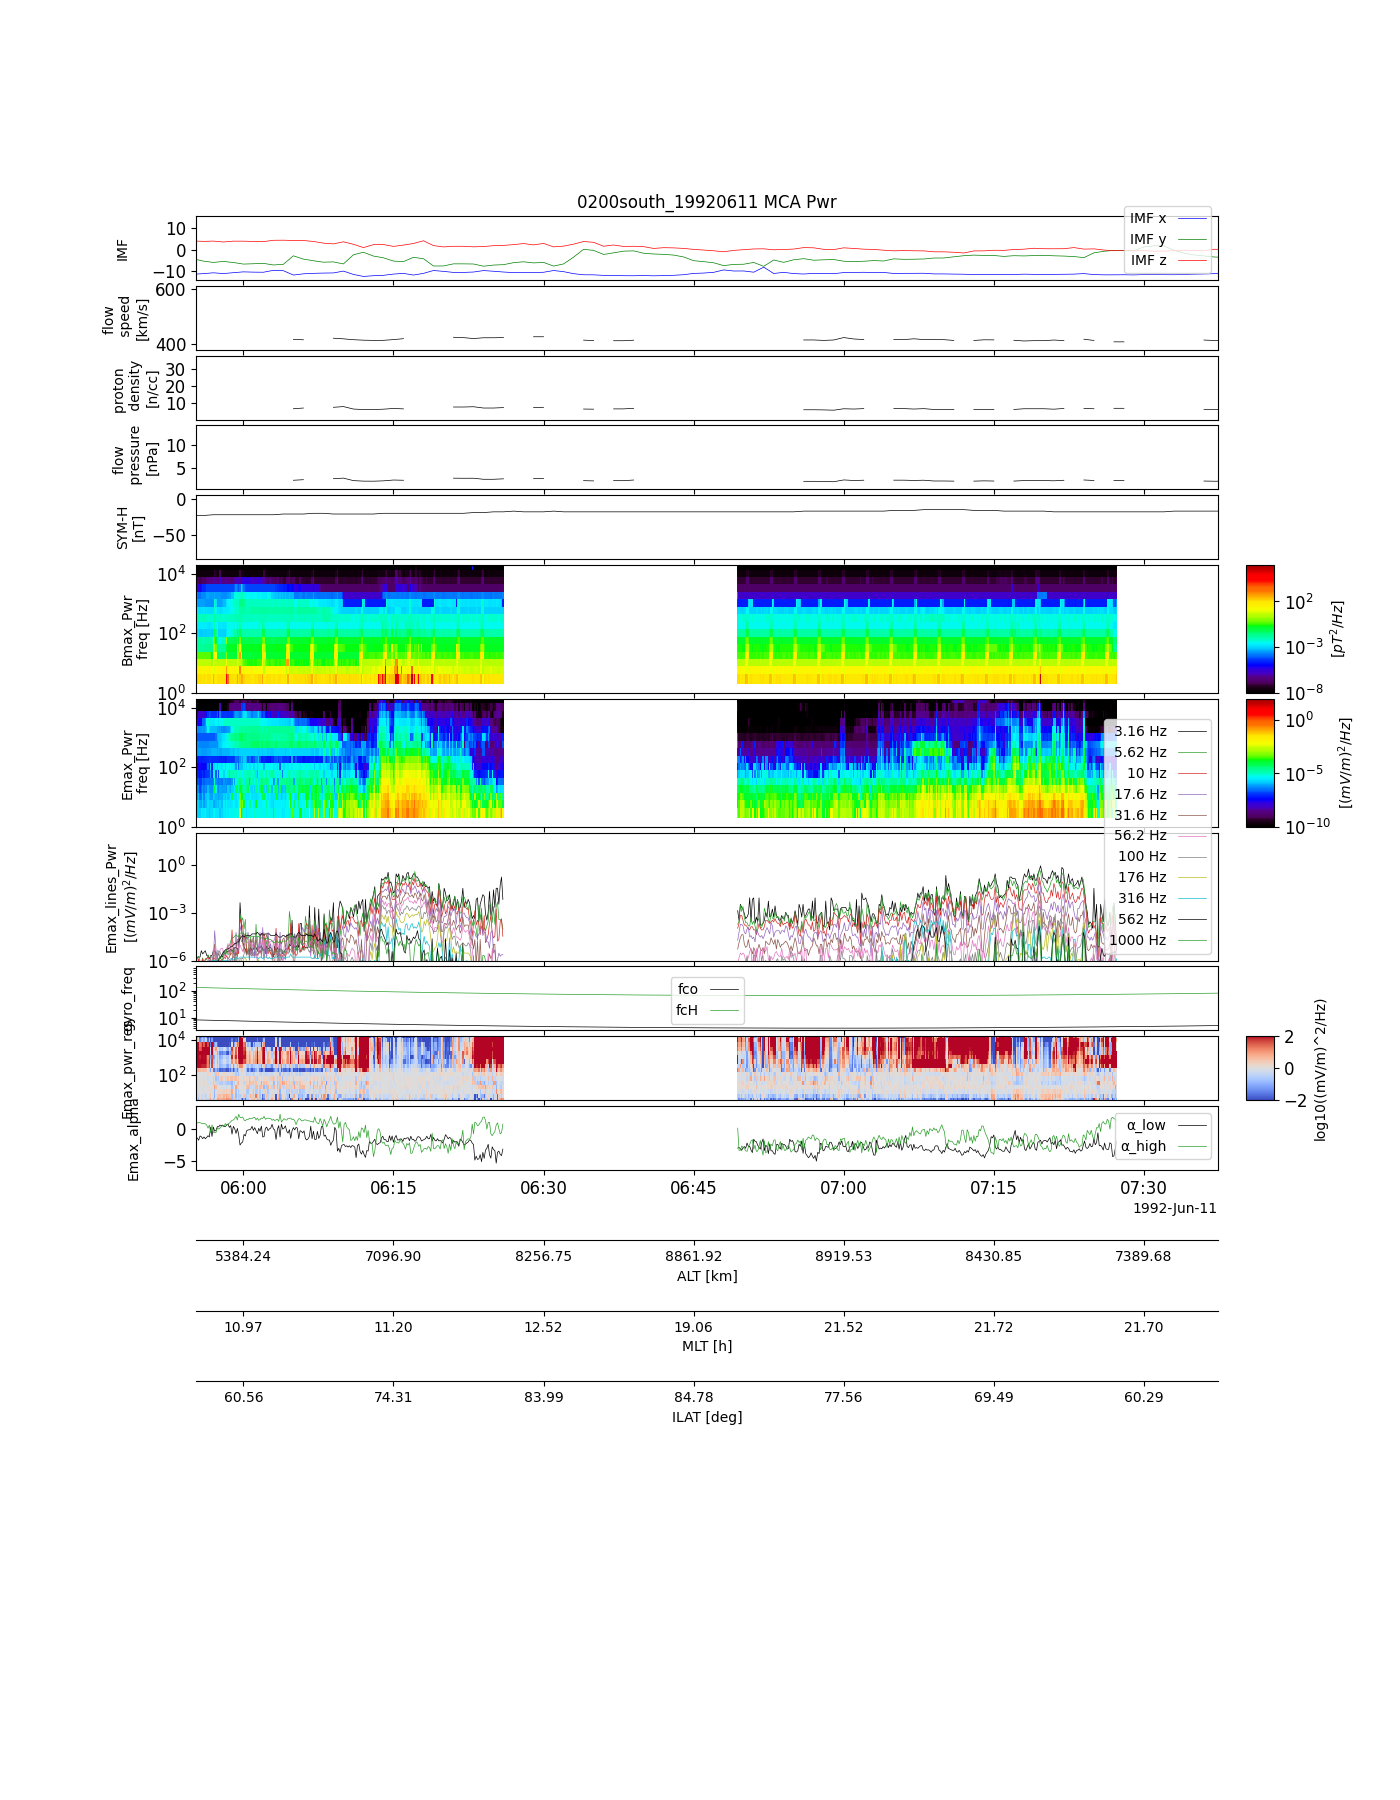 0200south_19920611 MCA Pwr
10
0
−10
IMF
IMF x
IMF y
IMF z
600
400
flow
speed
[km/s]
30
20
10
proton
density
[n/cc]
10
5
flow
pressure
[nPa]
0
−50
SYM-H
[nT]
10^4
10^2
10^0
Bmax_Pwr
freq [Hz]
10^2
10^−3
10^−8
[pT^2/Hz]
10^4
10^2
10^0
Emax_Pwr
freq [Hz]
10^0
10^−5
10^−10
[(mV/m)^2/Hz]
3.16 Hz
5.62 Hz
10 Hz
17.6 Hz
31.6 Hz
56.2 Hz
100 Hz
176 Hz
316 Hz
562 Hz
1000 Hz
10^0
10^−3
10^−6
Emax_lines_Pwr
[(mV/m)^2/Hz]
10^2
10^1
gyro_freq
fco
fcH
10^4
10^2
Emax_pwr_reg
2
0
−2
log10((mV/m)^2/Hz)
0
−5
Emax_alpha
α_low
α_high
06:00 06:15 06:30 06:45 07:00 07:15 07:30
1992-Jun-11
5384.24 7096.90 8256.75 8861.92 8919.53 8430.85 7389.68
ALT [km]
10.97 11.20 12.52 19.06 21.52 21.72 21.70
MLT [h]
60.56 74.31 83.99 84.78 77.56 69.49 60.29
ILAT [deg]